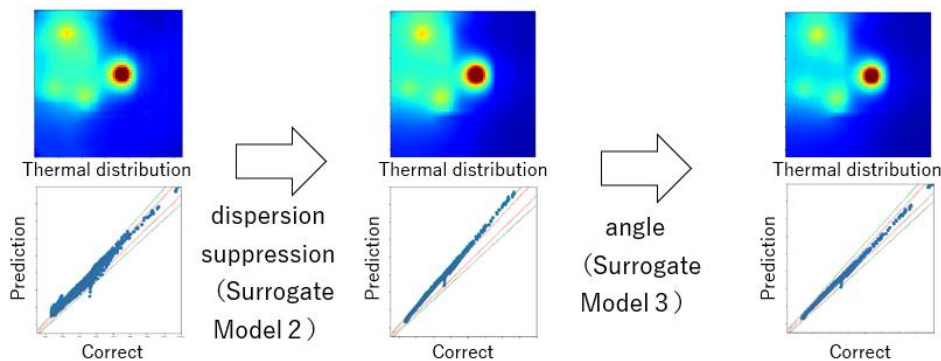 Thermal distribution
Thermal distribution
Thermal distribution
dispersion
suppression
（Surrogate
Model 2）
angle
（Surrogate
Model 3）
Prediction
Correct
Prediction
Correct
Prediction
Correct